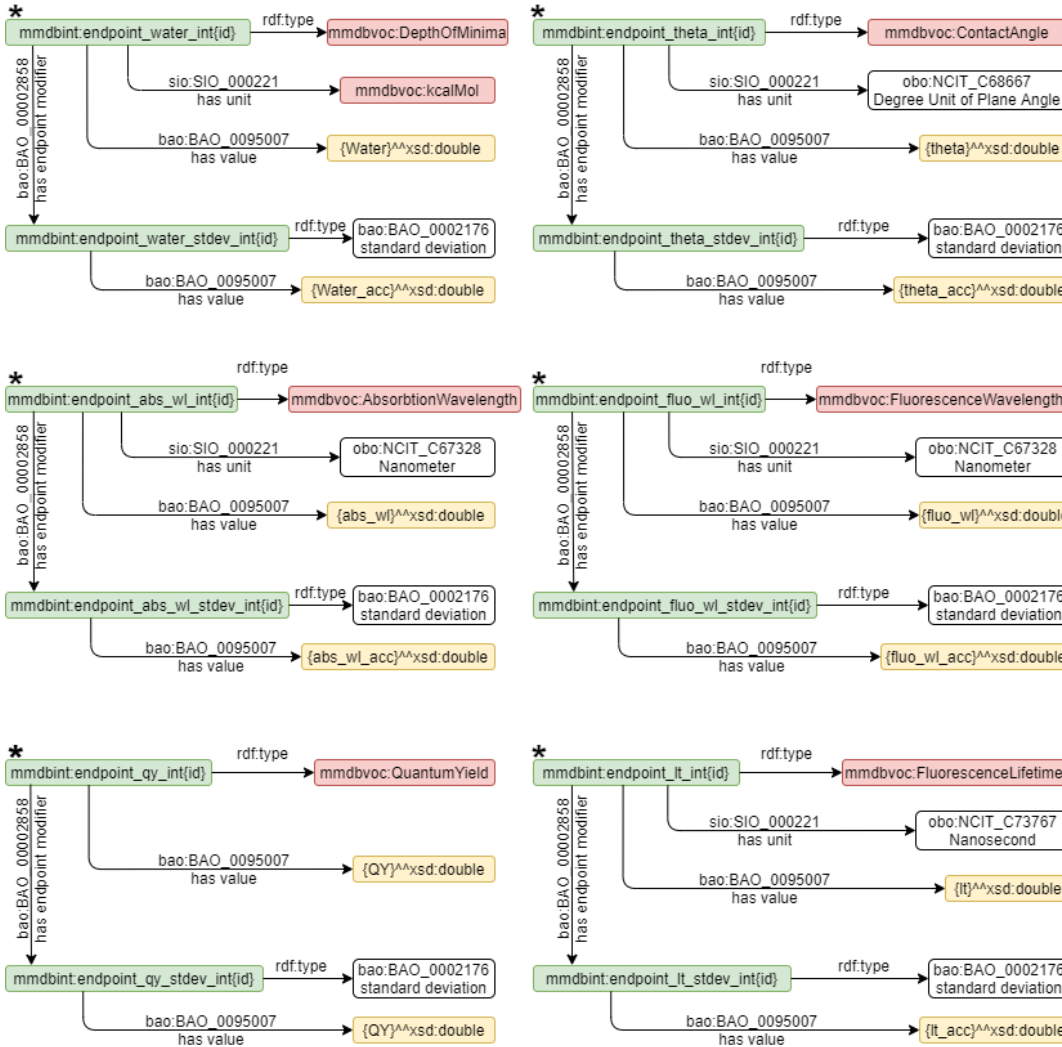 *
mmdbint:endpoint_water_int{id}
rdf:type
mmdbvoc:DepthOfMinima
sio:SIO_000221
has unit
mmdbvoc:kcalMol
bao:BAO_0095007
has value
{Water}^^xsd:double
bao:BAO_00002858
has endpoint modifier
mmdbint:endpoint_water_stdev_int{id}
rdf:type
bao:BAO_0002176
standard deviation
bao:BAO_0095007
has value
{Water_acc}^^xsd:double
*
mmdbint:endpoint_theta_int{id}
rdf:type
mmdbvoc:ContactAngle
sio:SIO_000221
has unit
obo:NCIT_C68667
Degree Unit of Plane Angle
bao:BAO_0095007
has value
{theta}^^xsd:double
bao:BAO_00002858
has endpoint modifier
mmdbint:endpoint_theta_stdev_int{id}
rdf:type
bao:BAO_0002176
standard deviation
bao:BAO_0095007
has value
{theta_acc}^^xsd:double
*
mmdbint:endpoint_abs_wl_int{id}
rdf:type
mmdbvoc:AbsorbtionWavelength
sio:SIO_000221
has unit
obo:NCIT_C67328
Nanometer
bao:BAO_0095007
has value
{abs_wl}^^xsd:double
bao:BAO_00002858
has endpoint modifier
mmdbint:endpoint_abs_wl_stdev_int{id}
rdf:type
bao:BAO_0002176
standard deviation
bao:BAO_0095007
has value
{abs_wl_acc}^^xsd:double
*
mmdbint:endpoint_fluo_wl_int{id}
rdf:type
mmdbvoc:FluorescenceWavelength
sio:SIO_000221
has unit
obo:NCIT_C67328
Nanometer
bao:BAO_0095007
has value
{fluo_wl}^^xsd:double
bao:BAO_00002858
has endpoint modifier
mmdbint:endpoint_fluo_wl_stdev_int{id}
rdf:type
bao:BAO_0002176
standard deviation
bao:BAO_0095007
has value
{fluo_wl_acc}^^xsd:double
*
mmdbint:endpoint_qy_int{id}
rdf:type
mmdbvoc:QuantumYield
bao:BAO_0095007
has value
{QY}^^xsd:double
bao:BAO_00002858
has endpoint modifier
mmdbint:endpoint_qy_stdev_int{id}
rdf:type
bao:BAO_0002176
standard deviation
bao:BAO_0095007
has value
{QY}^^xsd:double
*
mmdbint:endpoint_lt_int{id}
rdf:type
mmdbvoc:FluorescenceLifetime
sio:SIO_000221
has unit
obo:NCIT_C73767
Nanosecond
bao:BAO_0095007
has value
{lt}^^xsd:double
bao:BAO_00002858
has endpoint modifier
mmdbint:endpoint_lt_stdev_int{id}
rdf:type
bao:BAO_0002176
standard deviation
bao:BAO_0095007
has value
{lt_acc}^^xsd:double